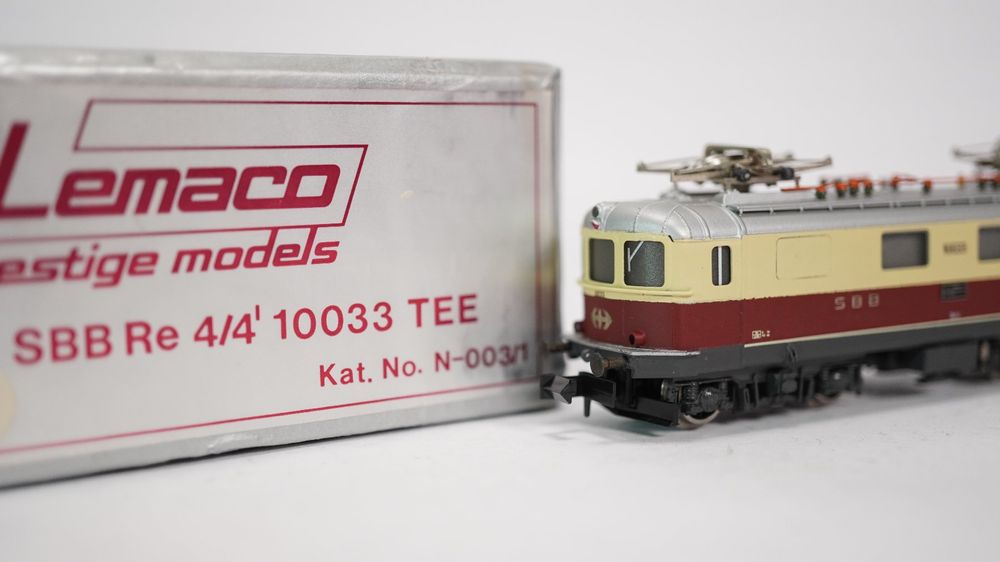 Lemaco
estige models
SBB Re 4/4' 10033 TEE
Kat. No. N-003/1
SBB